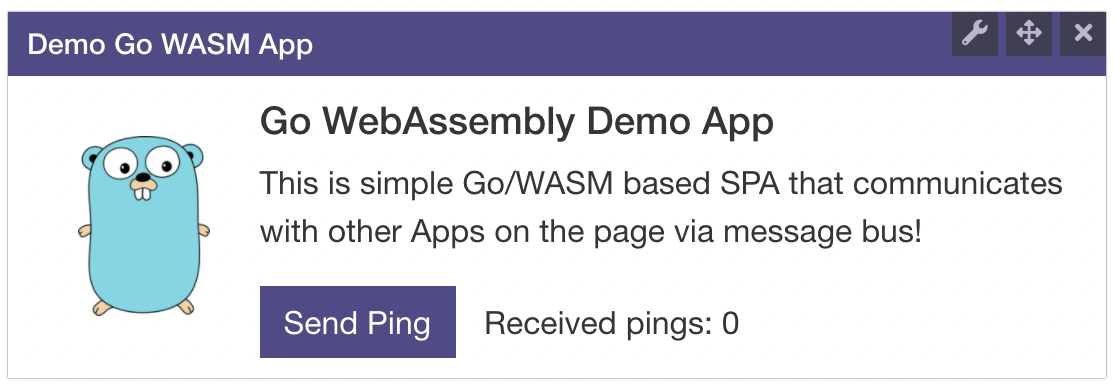 Demo Go WASM App
Go WebAssembly Demo App
This is simple Go/WASM based SPA that communicates
with other Apps on the page via message bus!
Send Ping Received pings: 0